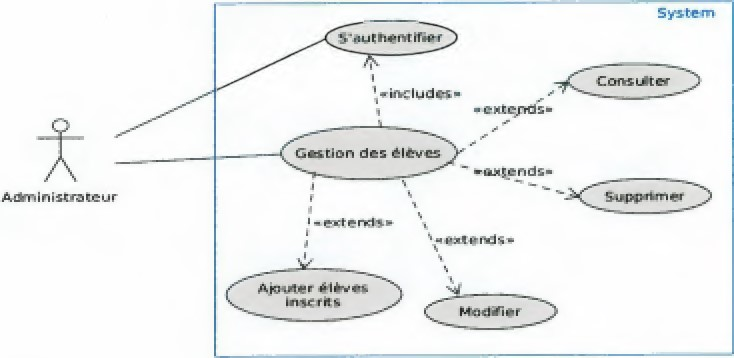 System
S'authentifier
«includes»
Consulter
«extends»
Gestion des élèves
«extends»
Administrateur
Supprimer
«extends»
«extends»
Ajouter élèves
inscrits
Modifier